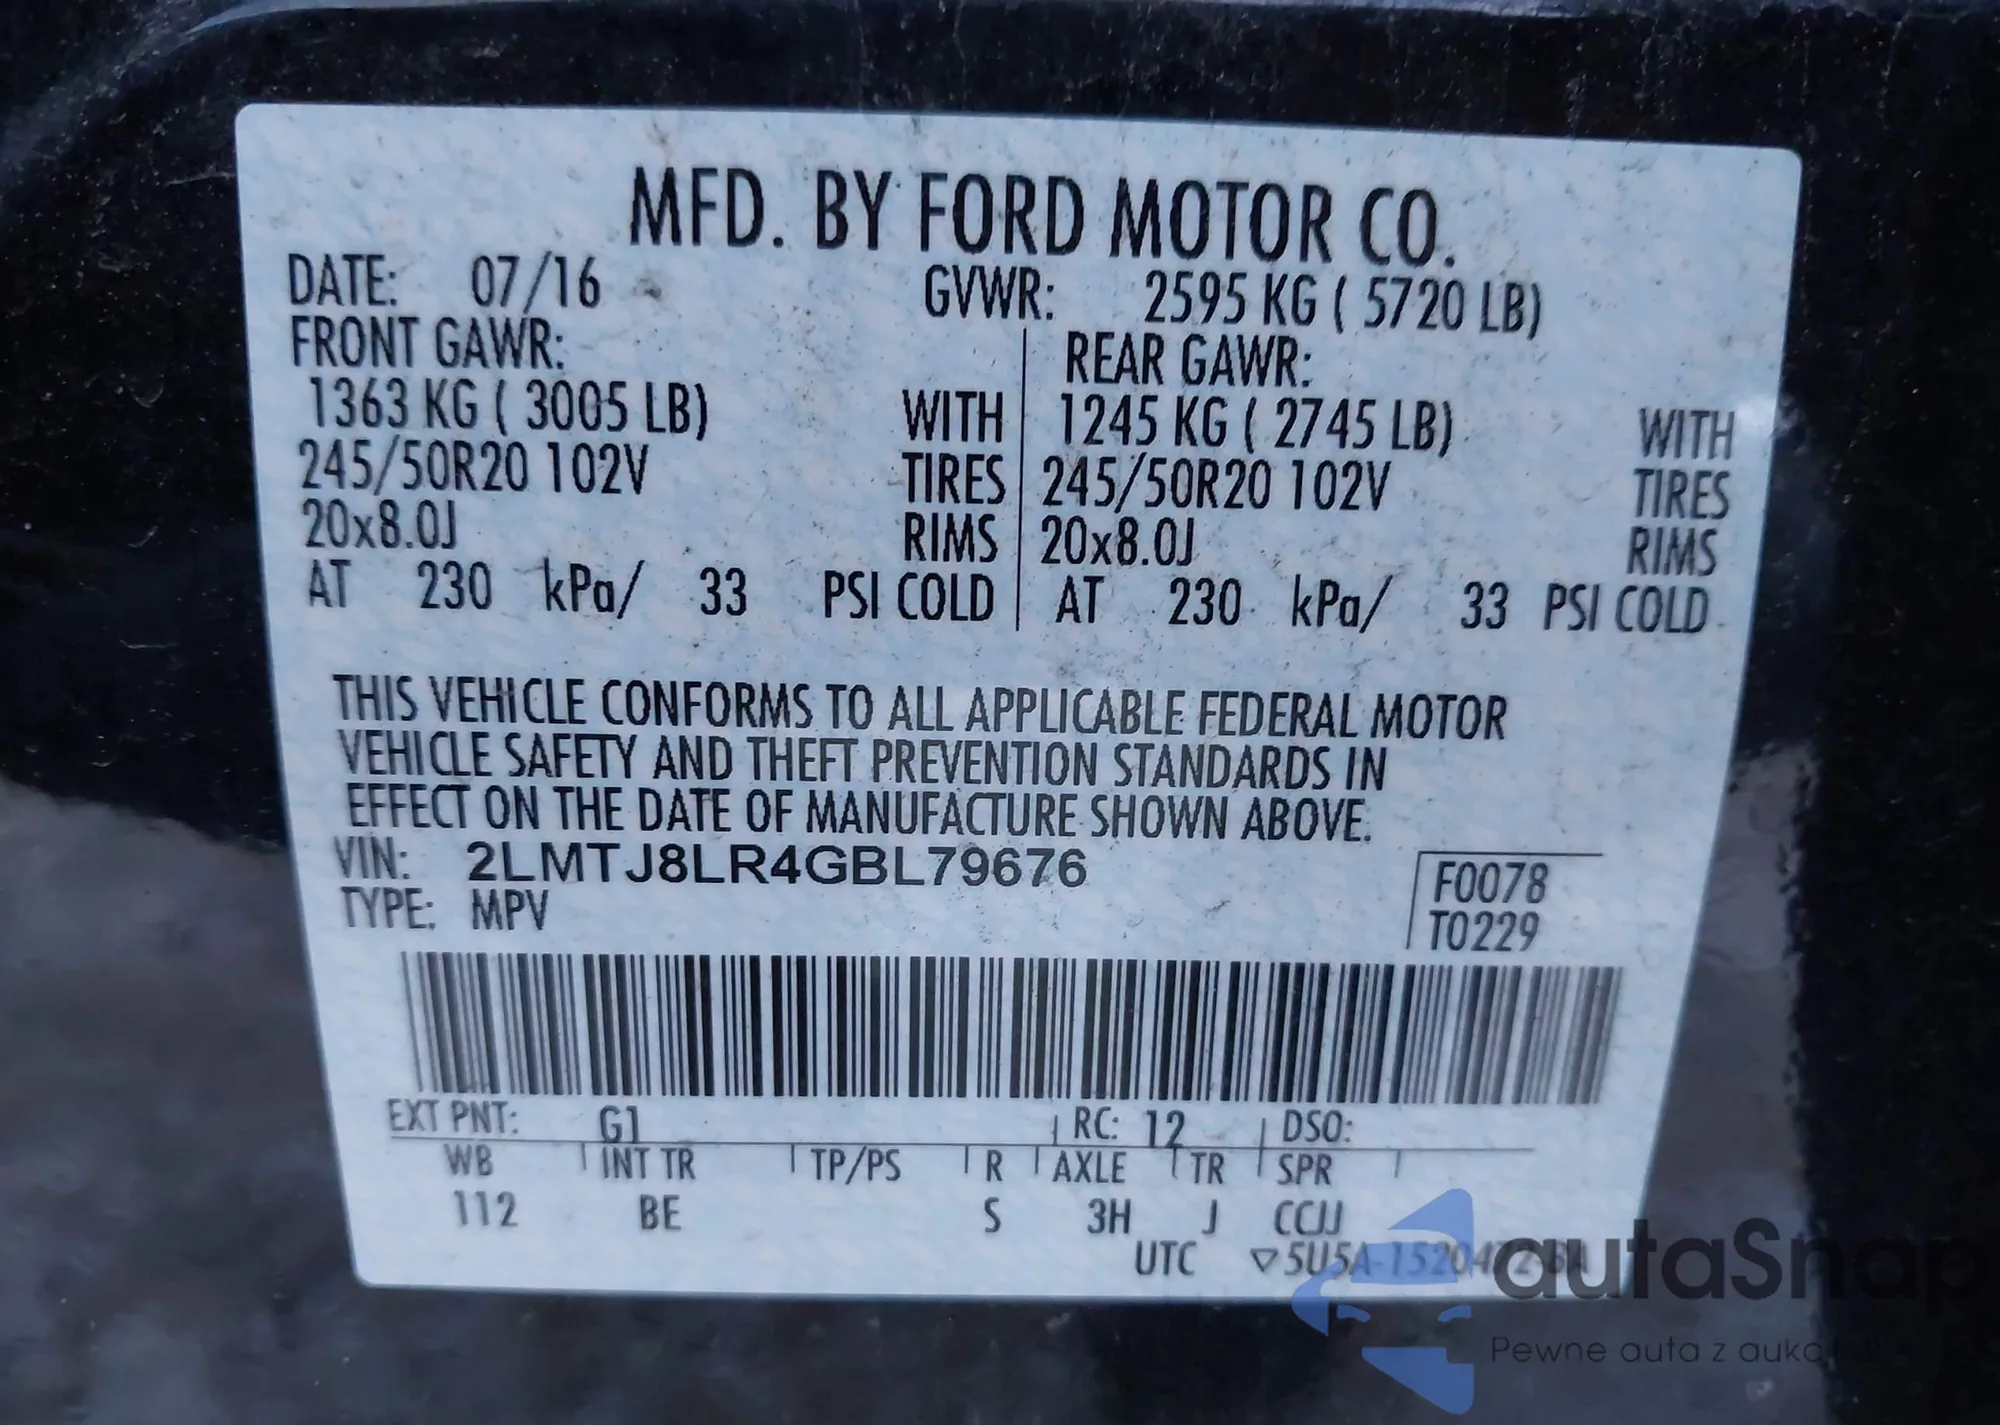 MFD. BY FORD MOTOR CO.
DATE: 07/16 GVWR: 2595 KG ( 5720 LB)
FRONT GAWR: REAR GAWR:
1363 KG ( 3005 LB) WITH 1245 KG ( 2745 LB) WITH
245/50R20 102V TIRES 245/50R20 102V TIRES
20x8.0J RIMS 20x8.0J RIMS
AT 230 kPa/ 33 PSI COLD AT 230 kPa/ 33 PSI COLD
THIS VEHICLE CONFORMS TO ALL APPLICABLE FEDERAL MOTOR
VEHICLE SAFETY AND THEFT PREVENTION STANDARDS IN
EFFECT ON THE DATE OF MANUFACTURE SHOWN ABOVE.
VIN: 2LMTJ8LR4GBL79676
TYPE: MPV
F0078
T0229
EXT PNT: G1 RC: 12 DSO:
WB INT TR TP/PS R AXLE TR SPR
112 BE S 3H J CCJJ
UTC ▽5U5A-1520472-BA
autaSnap
Pewne auta z